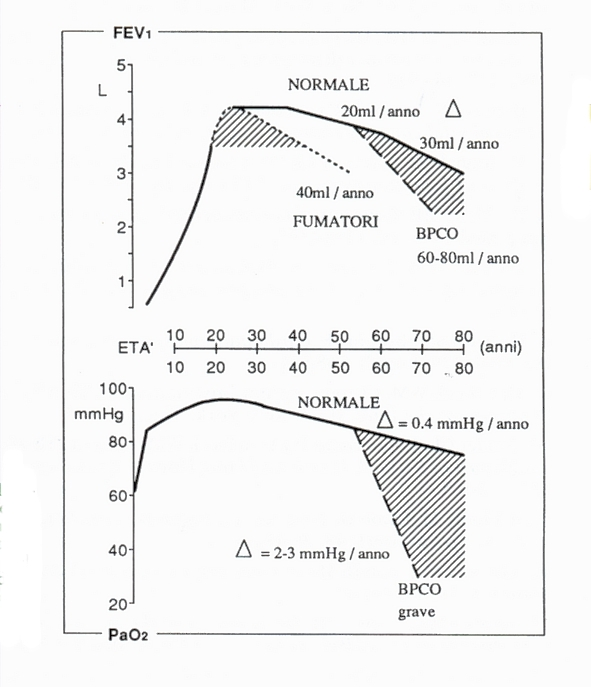 FEV1
5
L
NORMALE
20ml / anno Δ
4
30ml / anno
3
40ml / anno
FUMATORI
2
BPCO
60-80ml / anno
1
10 20 30 40 50 60 70 80
ETA' (anni)
10 20 30 40 50 60 70 80
100
mmHg
NORMALE
Δ = 0.4 mmHg / anno
80
60
Δ = 2-3 mmHg / anno
40
BPCO
grave
20
PaO2